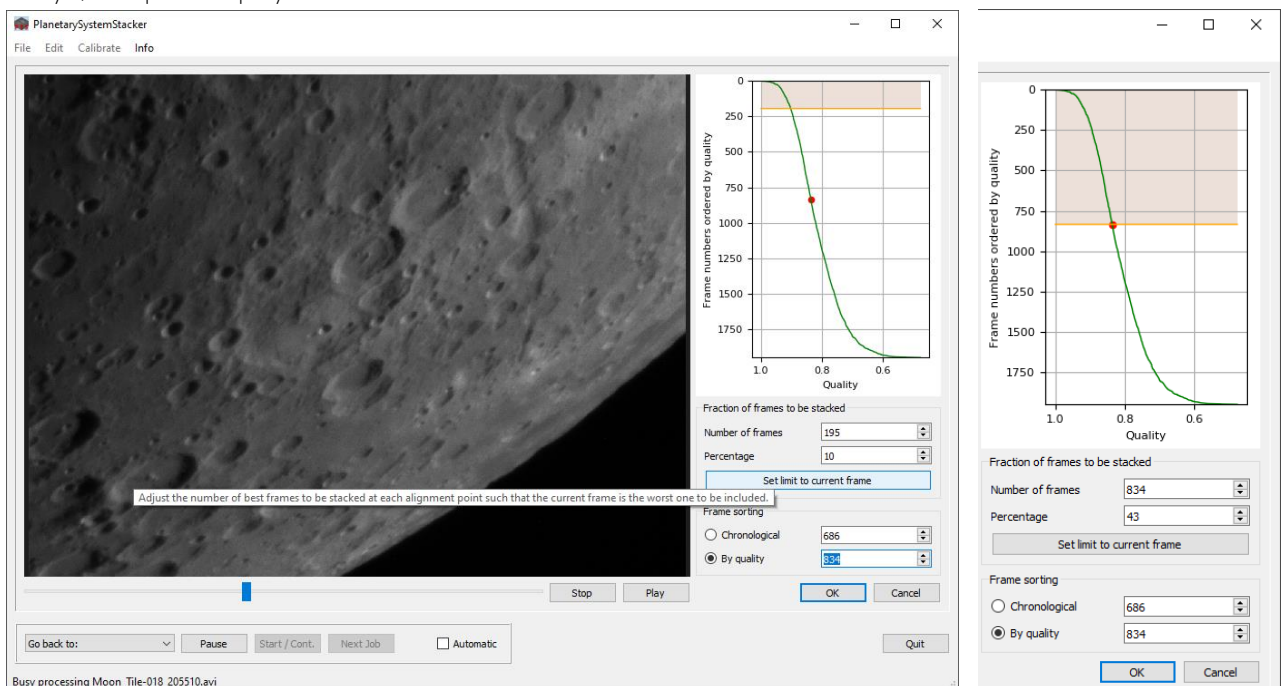 PlanetarySystemStacker
File Edit Calibrate Info
0
250
500
750
1000
1250
1500
1750
Frame numbers ordered by quality
1.0 0.8 0.6
Quality
Fraction of frames to be stacked
Number of frames 195
Percentage 10
Set limit to current frame
Adjust the number of best frames to be stacked at each alignment point such that the current frame is the worst one to be included.
Frame sorting
Chronological 686
By quality 834
Stop Play OK Cancel
Go back to: Pause Start / Cont. Next Job Automatic Quit
Busy processing Moon_Tile-018_205510.avi
0
250
500
750
1000
1250
1500
1750
Frame numbers ordered by quality
1.0 0.8 0.6
Quality
Fraction of frames to be stacked
Number of frames 834
Percentage 43
Set limit to current frame
Frame sorting
Chronological 686
By quality 834
OK Cancel